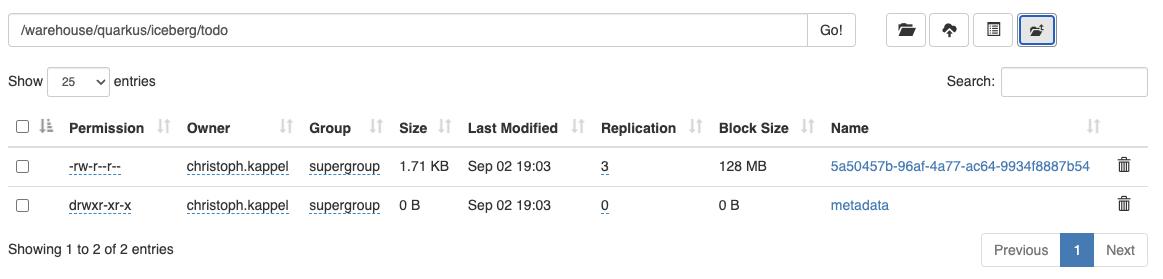 /warehouse/quarkus/iceberg/todo Go!
Show 25 entries Search:
Permission Owner Group Size Last Modified Replication Block Size Name
-rw-r--r-- christoph.kappel supergroup 1.71 KB Sep 02 19:03 3 128 MB 5a50457b-96af-4a77-ac64-9934f8887b54
drwxr-xr-x christoph.kappel supergroup 0 B Sep 02 19:03 0 0 B metadata
Showing 1 to 2 of 2 entries Previous 1 Next